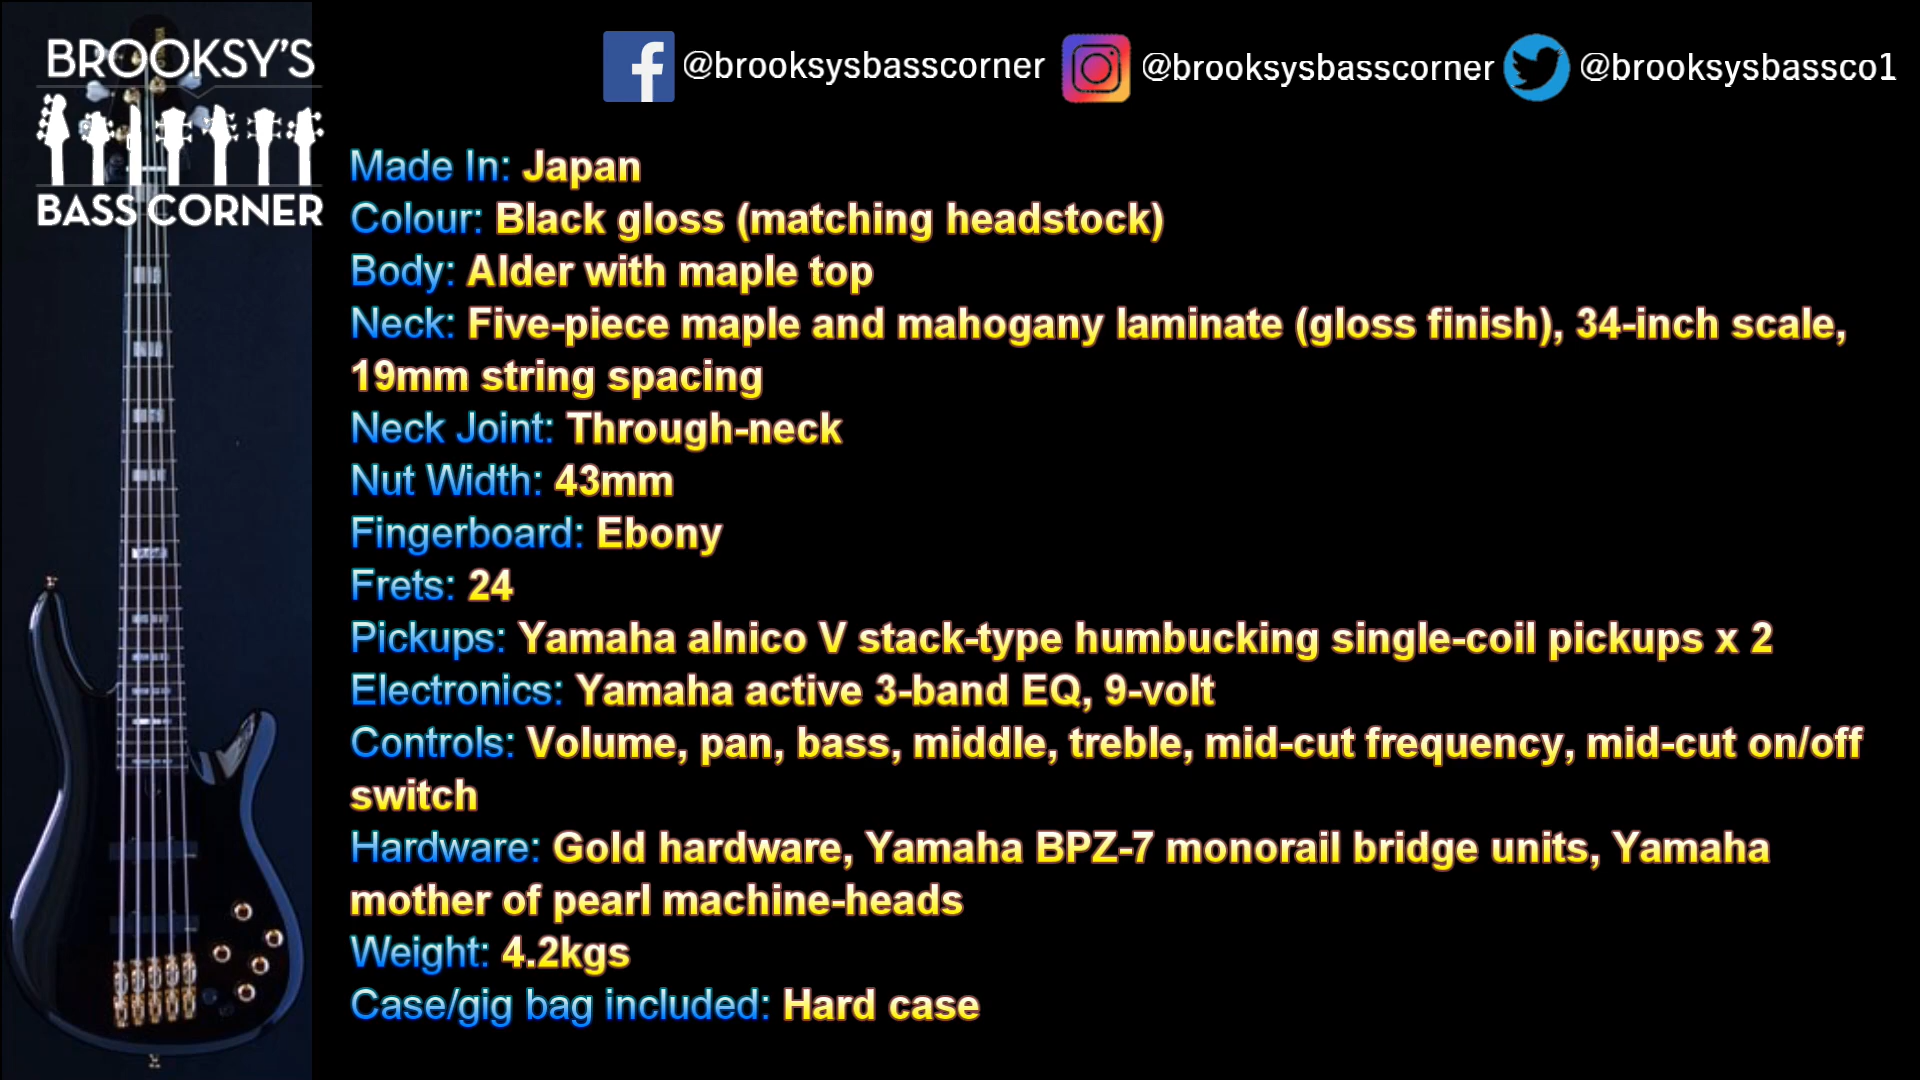 BROOKSY'S
BASS CORNER
@brooksysbasscorner @brooksysbasscorner @brooksysbassco1
Made In: Japan
Colour: Black gloss (matching headstock)
Body: Alder with maple top
Neck: Five-piece maple and mahogany laminate (gloss finish), 34-inch scale,
19mm string spacing
Neck Joint: Through-neck
Nut Width: 43mm
Fingerboard: Ebony
Frets: 24
Pickups: Yamaha alnico V stack-type humbucking single-coil pickups x 2
Electronics: Yamaha active 3-band EQ, 9-volt
Controls: Volume, pan, bass, middle, treble, mid-cut frequency, mid-cut on/off
switch
Hardware: Gold hardware, Yamaha BPZ-7 monorail bridge units, Yamaha
mother of pearl machine-heads
Weight: 4.2kgs
Case/gig bag included: Hard case